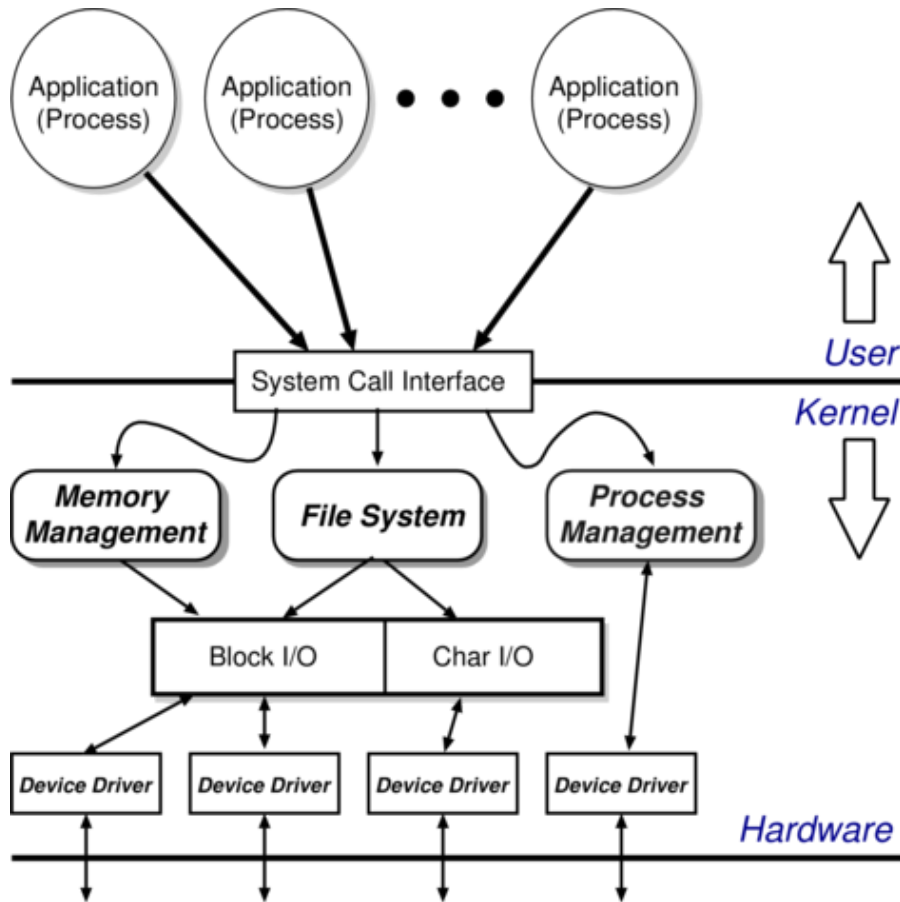 Application
(Process)
Application
(Process)
Application
(Process)
User
System Call Interface
Kernel
Memory
Management
File System
Process
Management
Block I/O
Char I/O
Device Driver
Device Driver
Device Driver
Device Driver
Hardware